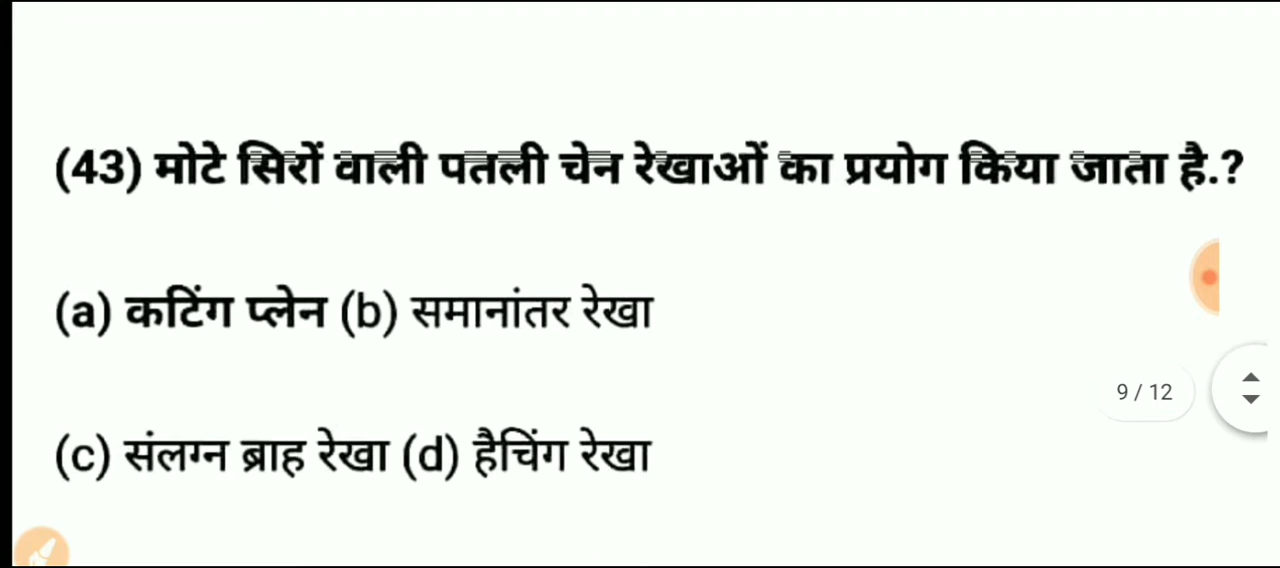 (43) मोटे सिरों वाली पतली चेन रेखाओं का प्रयोग किया जाता है.?
(a) कटिंग प्लेन (b) समानांतर रेखा
9 / 12
(c) संलग्न ब्राह रेखा (d) हैचिंग रेखा